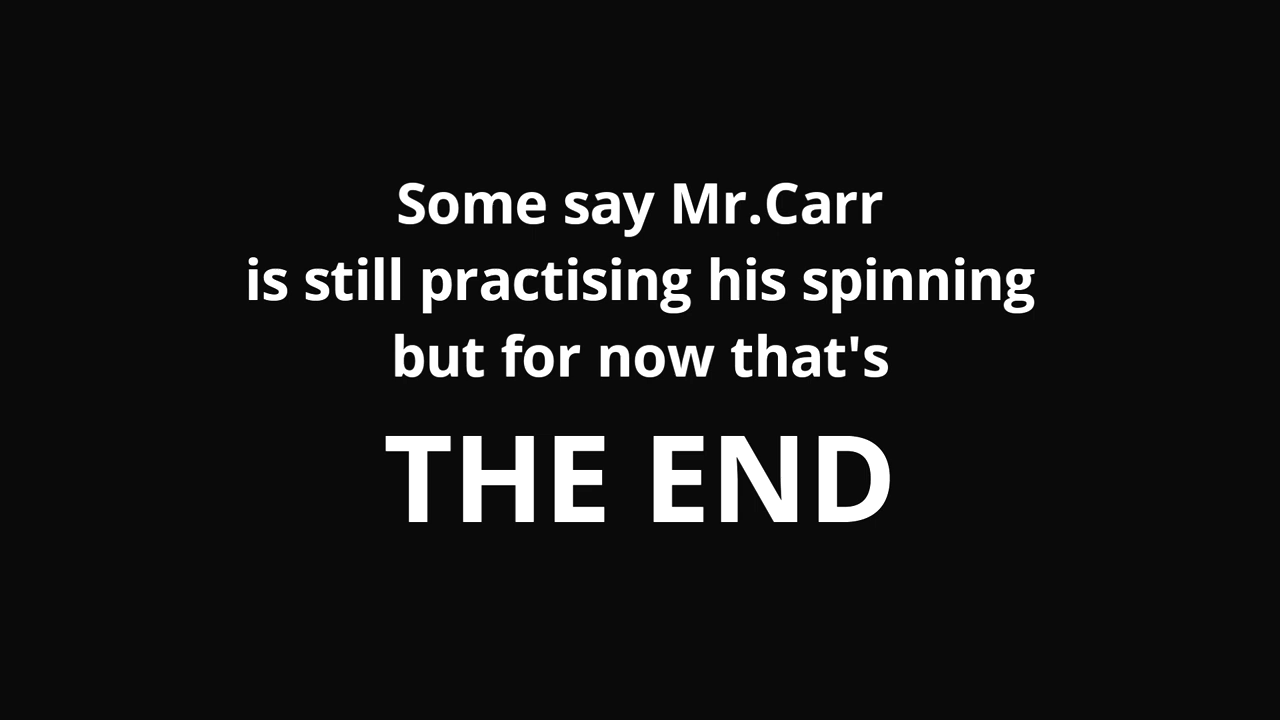 Some say Mr.Carr
is still practising his spinning
but for now that's
THE END